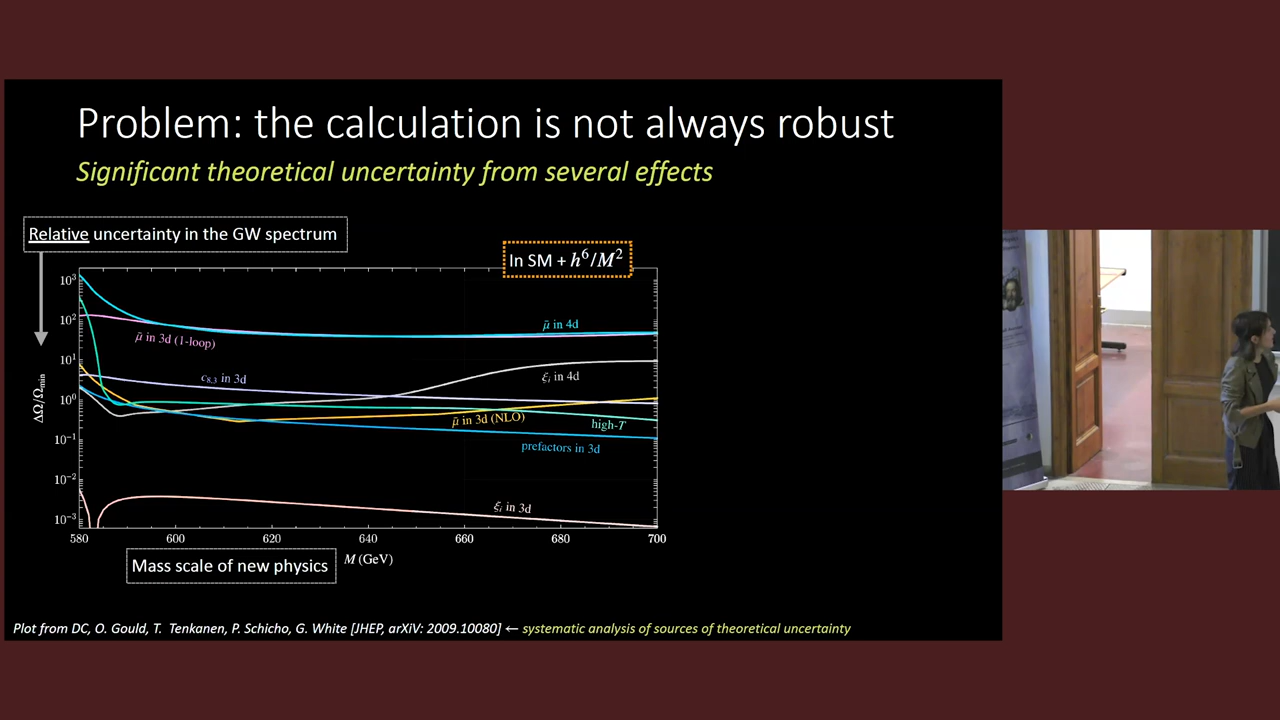 Problem: the calculation is not always robust
Significant theoretical uncertainty from several effects
Relative uncertainty in the GW spectrum
In SM + h⁶/M²
10³
10²
10¹
10⁰
10⁻¹
10⁻²
10⁻³
ΔΩ/Ωmin
μ̄ in 4d
μ̄ in 3d (1-loop)
c₈,₃ in 3d
ξᵢ in 4d
μ̄ in 3d (NLO)
high-T
prefactors in 3d
ξᵢ in 3d
580 600 620 640 660 680 700
M (GeV)
Mass scale of new physics
Plot from DC, O. Gould, T. Tenkanen, P. Schicho, G. White [JHEP, arXiV: 2009.10080] ← systematic analysis of sources of theoretical uncertainty